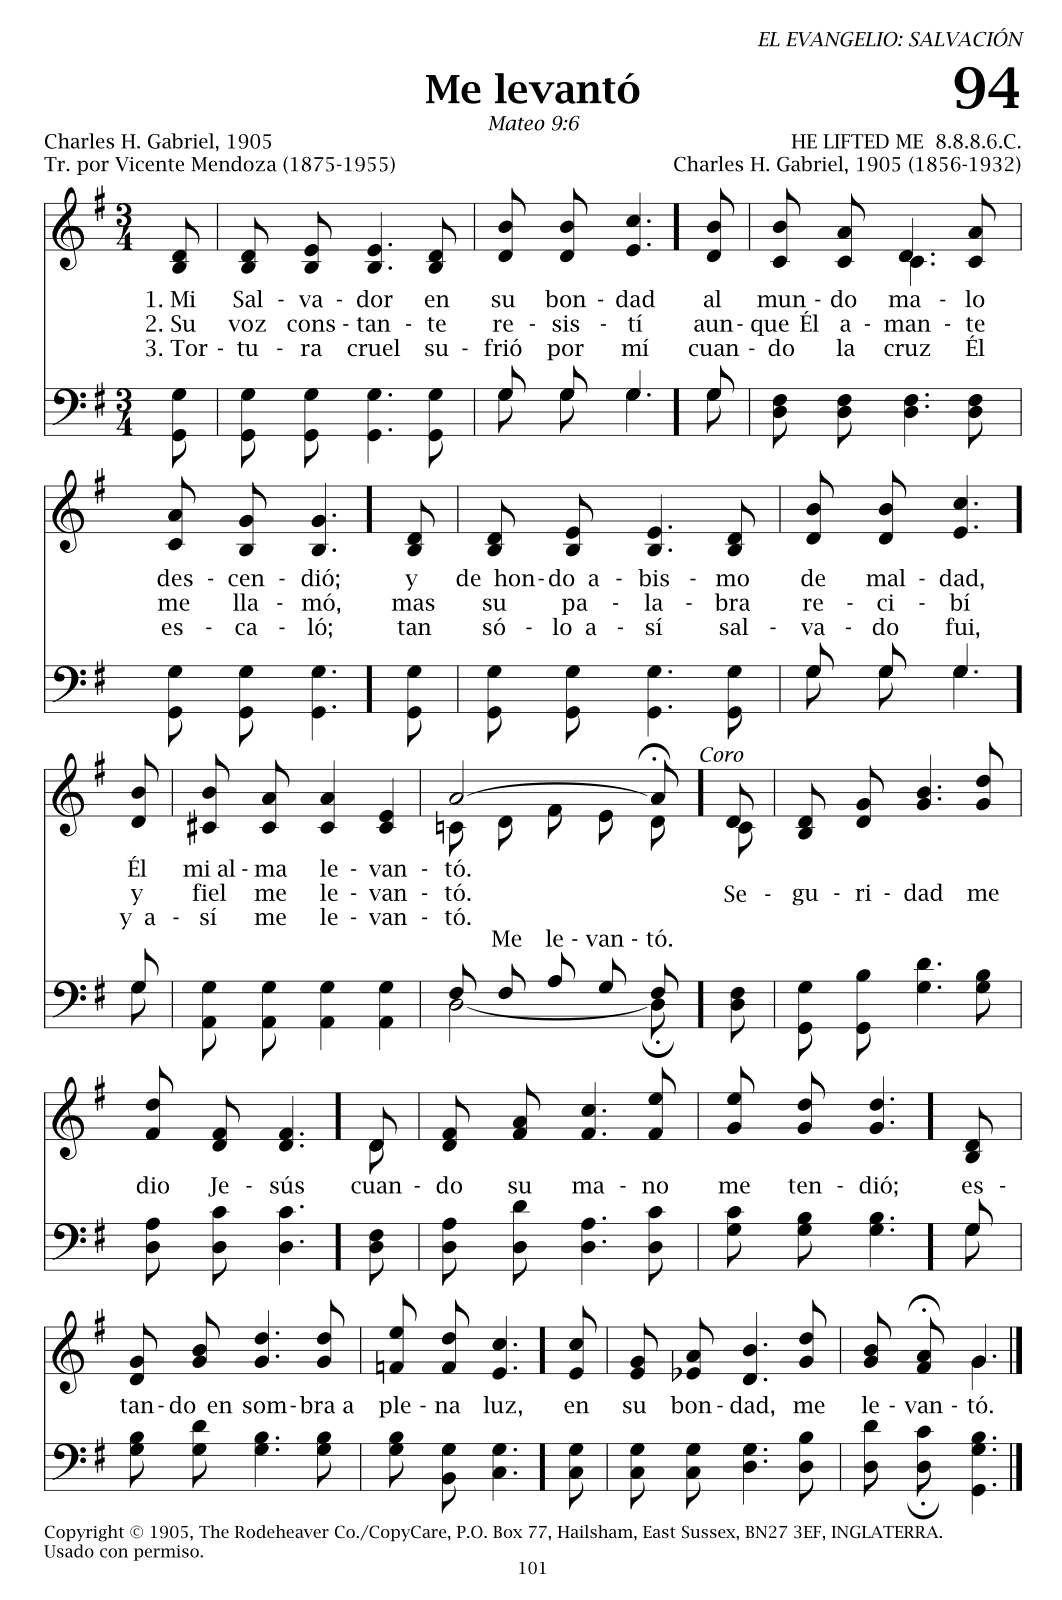 EL EVANGELIO: SALVACIÓN
Me levantó
94
Mateo 9:6
Charles H. Gabriel, 1905
HE LIFTED ME 8.8.8.6.C.
Tr. por Vicente Mendoza (1875-1955)
Charles H. Gabriel, 1905 (1856-1932)
3
4
1. Mi Sal - va - dor en su bon - dad al mun - do ma - lo
2. Su voz cons - tan - te re - sis - tí aun - que Él a - man - te
3. Tor - tu - ra cruel su - frió por mí cuan - do la cruz Él
3
4
des - cen - dió; y de hon - do a - bis - mo de mal - dad,
me lla - mó, mas su pa - la - bra re - ci - bí
es - ca - ló; tan só - lo a - sí sal - va - do fui,
Coro
Él mi al - ma le - van - tó.
y fiel me le - van - tó. Se - gu - ri - dad me
y a - sí me le - van - tó.
Me le - van - tó.
dio Je - sús cuan - do su ma - no me ten - dió; es -
tan - do en som - bra a ple - na luz, en su bon - dad, me le - van - tó.
Copyright © 1905, The Rodeheaver Co./CopyCare, P.O. Box 77, Hailsham, East Sussex, BN27 3EF, INGLATERRA.
Usado con permiso.
101